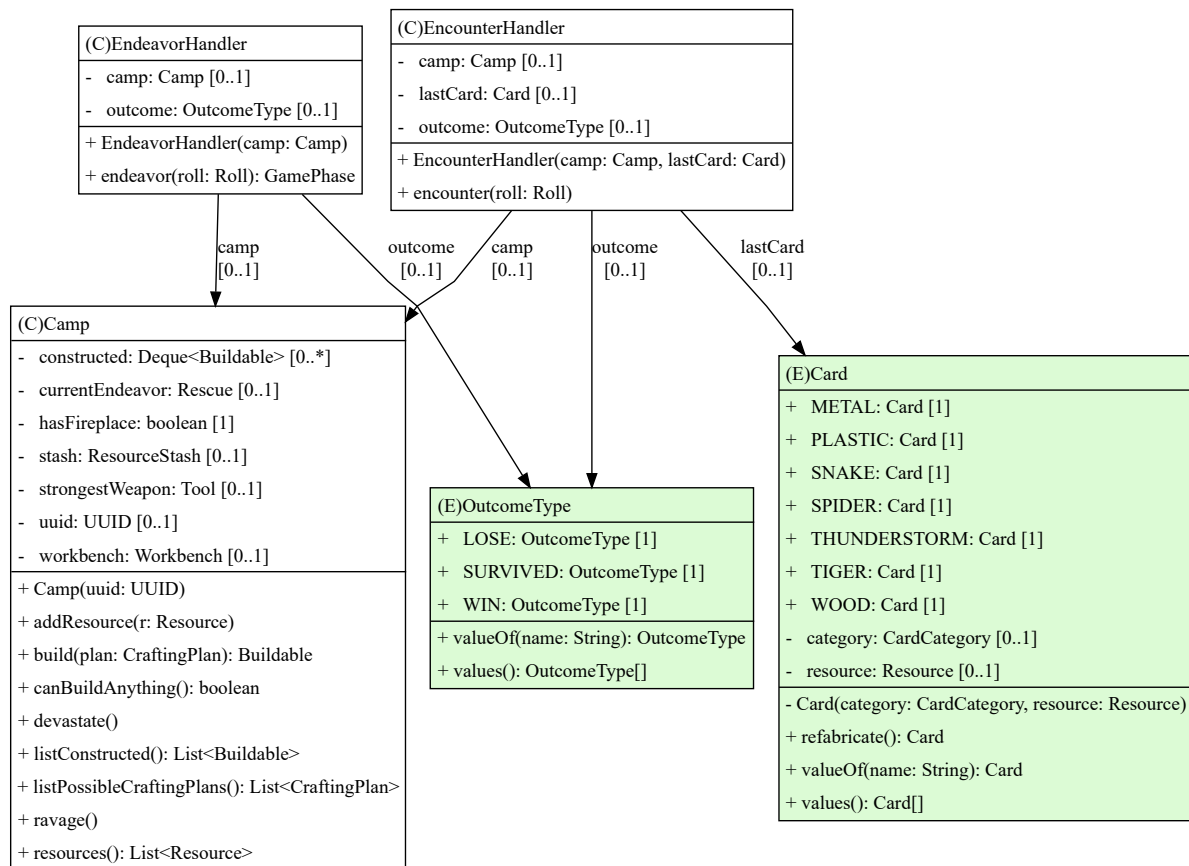 (C)EndeavorHandler
- camp: Camp [0..1]
- outcome: OutcomeType [0..1]
+ EndeavorHandler(camp: Camp)
+ endeavor(roll: Roll): GamePhase
(C)EncounterHandler
- camp: Camp [0..1]
- lastCard: Card [0..1]
- outcome: OutcomeType [0..1]
+ EncounterHandler(camp: Camp, lastCard: Card)
+ encounter(roll: Roll)
camp
[0..1]
outcome
[0..1]
camp
[0..1]
outcome
[0..1]
lastCard
[0..1]
(C)Camp
- constructed: Deque<Buildable> [0..*]
- currentEndeavor: Rescue [0..1]
- hasFireplace: boolean [1]
- stash: ResourceStash [0..1]
- strongestWeapon: Tool [0..1]
- uuid: UUID [0..1]
- workbench: Workbench [0..1]
+ Camp(uuid: UUID)
+ addResource(r: Resource)
+ build(plan: CraftingPlan): Buildable
+ canBuildAnything(): boolean
+ devastate()
+ listConstructed(): List<Buildable>
+ listPossibleCraftingPlans(): List<CraftingPlan>
+ ravage()
+ resources(): List<Resource>
(E)OutcomeType
+ LOSE: OutcomeType [1]
+ SURVIVED: OutcomeType [1]
+ WIN: OutcomeType [1]
+ valueOf(name: String): OutcomeType
+ values(): OutcomeType[]
(E)Card
+ METAL: Card [1]
+ PLASTIC: Card [1]
+ SNAKE: Card [1]
+ SPIDER: Card [1]
+ THUNDERSTORM: Card [1]
+ TIGER: Card [1]
+ WOOD: Card [1]
- category: CardCategory [0..1]
- resource: Resource [0..1]
- Card(category: CardCategory, resource: Resource)
+ refabricate(): Card
+ valueOf(name: String): Card
+ values(): Card[]